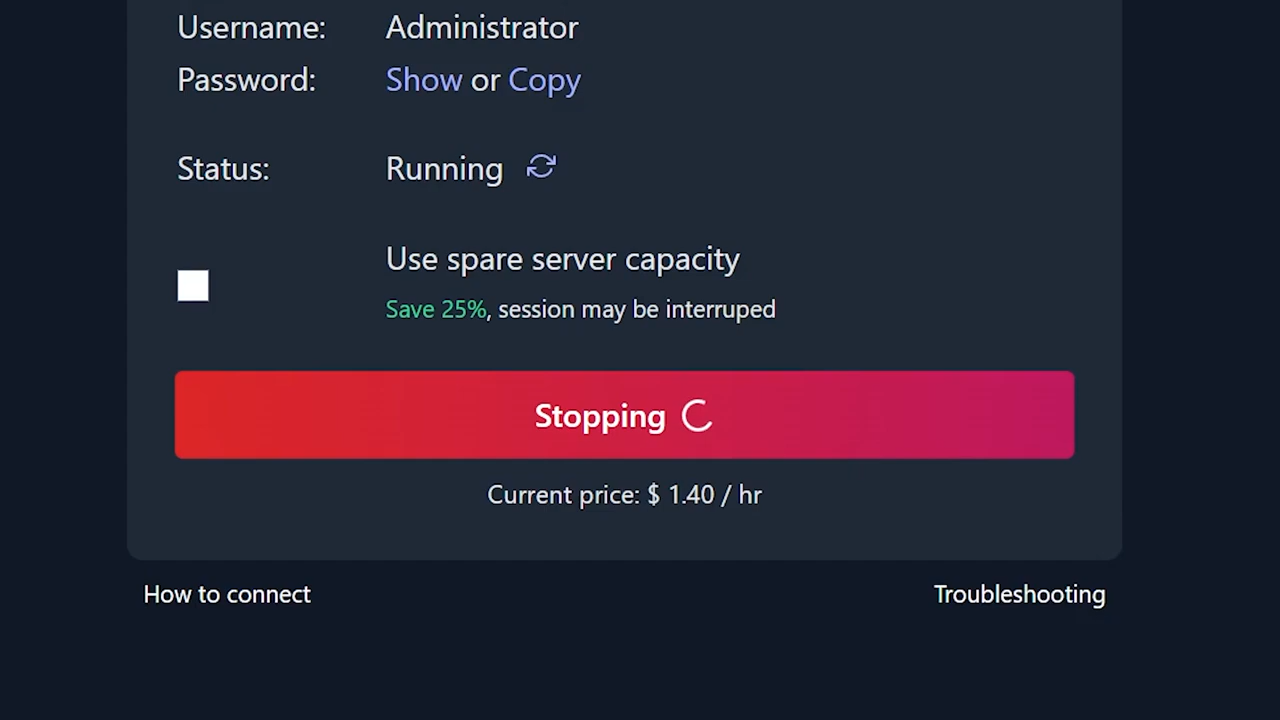 Username: Administrator
Password: Show or Copy
Status: Running
Use spare server capacity
Save 25%, session may be interruped
Stopping
Current price: $ 1.40 / hr
How to connect Troubleshooting